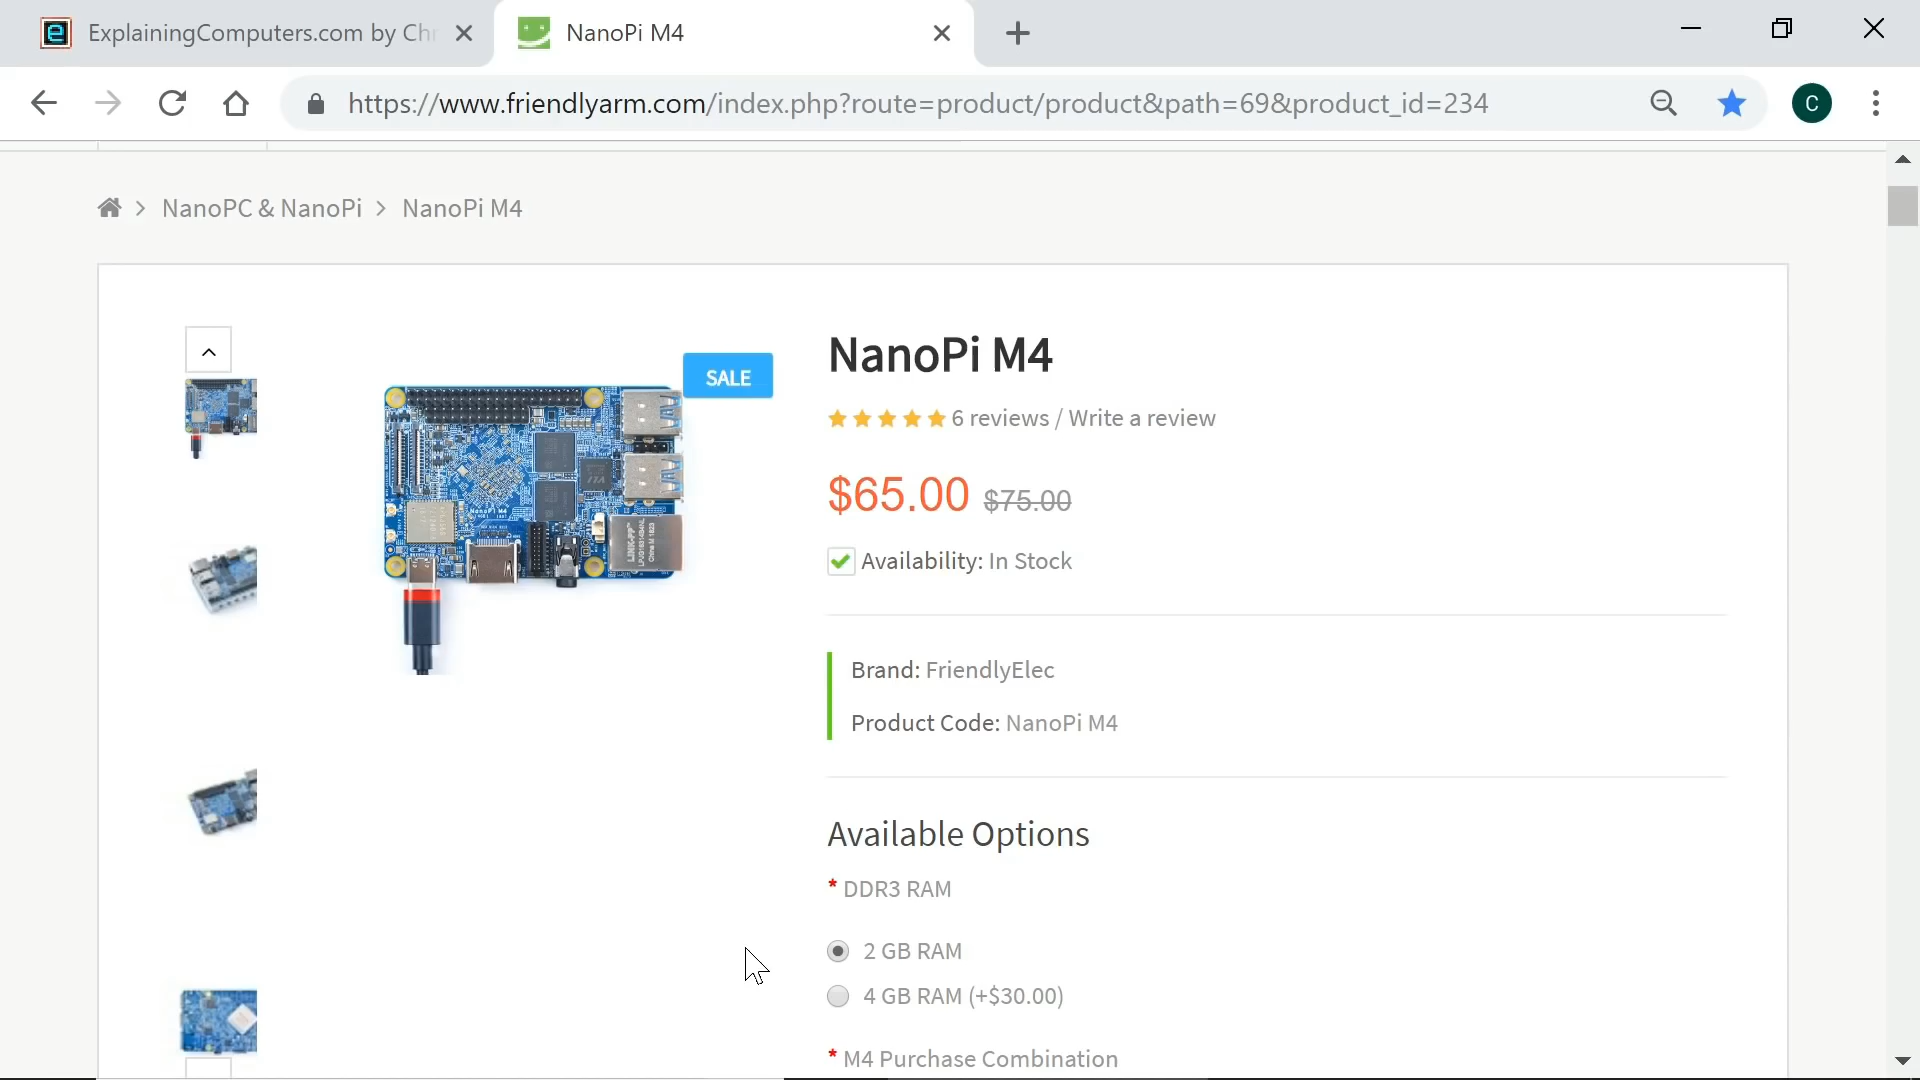 ExplainingComputers.com by Ch
NanoPi M4
https://www.friendlyarm.com/index.php?route=product/product&path=69&product_id=234
C
NanoPC & NanoPi > NanoPi M4
SALE
NanoPi M4
6 reviews / Write a review
$65.00 $75.00
Availability: In Stock
Brand: FriendlyElec
Product Code: NanoPi M4
Available Options
* DDR3 RAM
2 GB RAM
4 GB RAM (+$30.00)
* M4 Purchase Combination